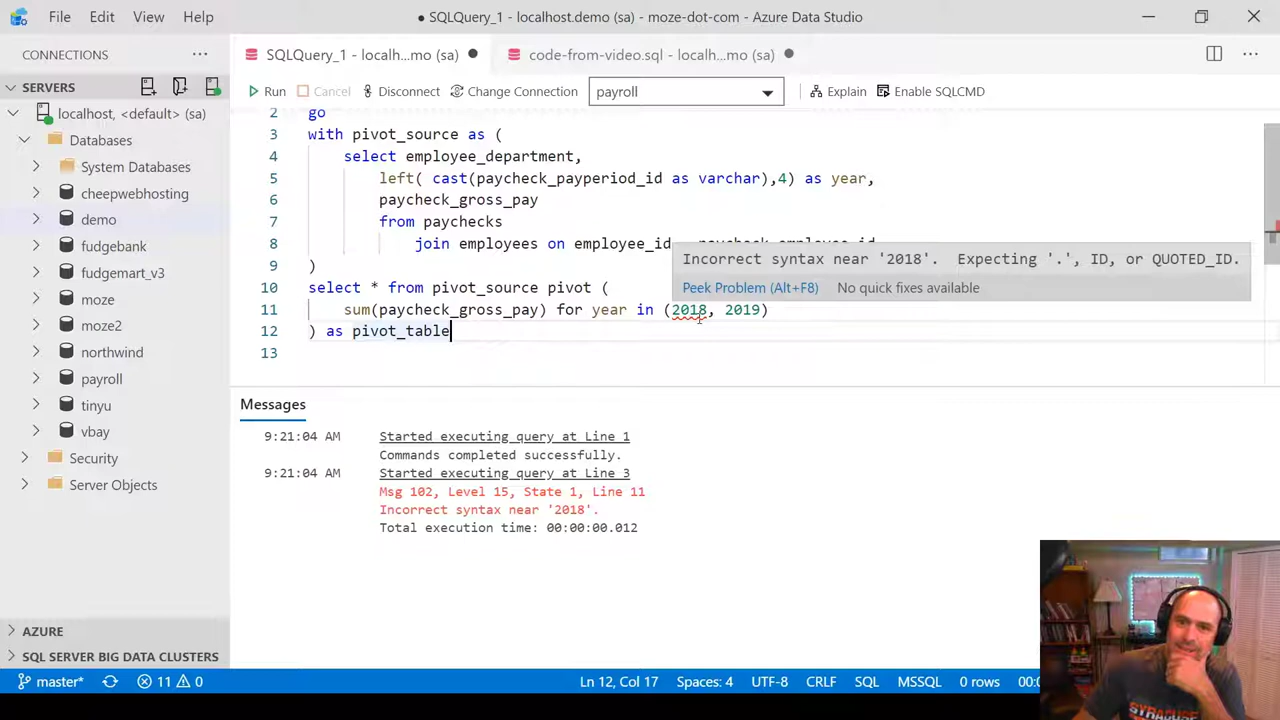 File Edit View Help
● SQLQuery_1 - localhost.demo (sa) - moze-dot-com - Azure Data Studio
CONNECTIONS
SQLQuery_1 - localh...mo (sa)
code-from-video.sql - localh...mo (sa)
SERVERS
Run Cancel Disconnect Change Connection payroll Explain Enable SQLCMD
localhost, <default> (sa)
Databases
System Databases
cheepwebhosting
demo
fudgebank
fudgemart_v3
moze
moze2
northwind
payroll
tinyu
vbay
Security
Server Objects
AZURE
SQL SERVER BIG DATA CLUSTERS
2 go
3 with pivot_source as (
4 select employee_department,
5 left( cast(paycheck_payperiod_id as varchar),4) as year,
6 paycheck_gross_pay
7 from paychecks
8 join employees on employee_id = paycheck_employee_id
9 )
10 select * from pivot_source pivot (
11 sum(paycheck_gross_pay) for year in (2018, 2019)
12 ) as pivot_table
13
Incorrect syntax near '2018'. Expecting '.', ID, or QUOTED_ID.
Peek Problem (Alt+F8) No quick fixes available
Messages
9:21:04 AM Started executing query at Line 1
Commands completed successfully.
9:21:04 AM Started executing query at Line 3
Msg 102, Level 15, State 1, Line 11
Incorrect syntax near '2018'.
Total execution time: 00:00:00.012
SYRACUSE
master* 11 0 Ln 12, Col 17 Spaces: 4 UTF-8 CRLF SQL MSSQL 0 rows